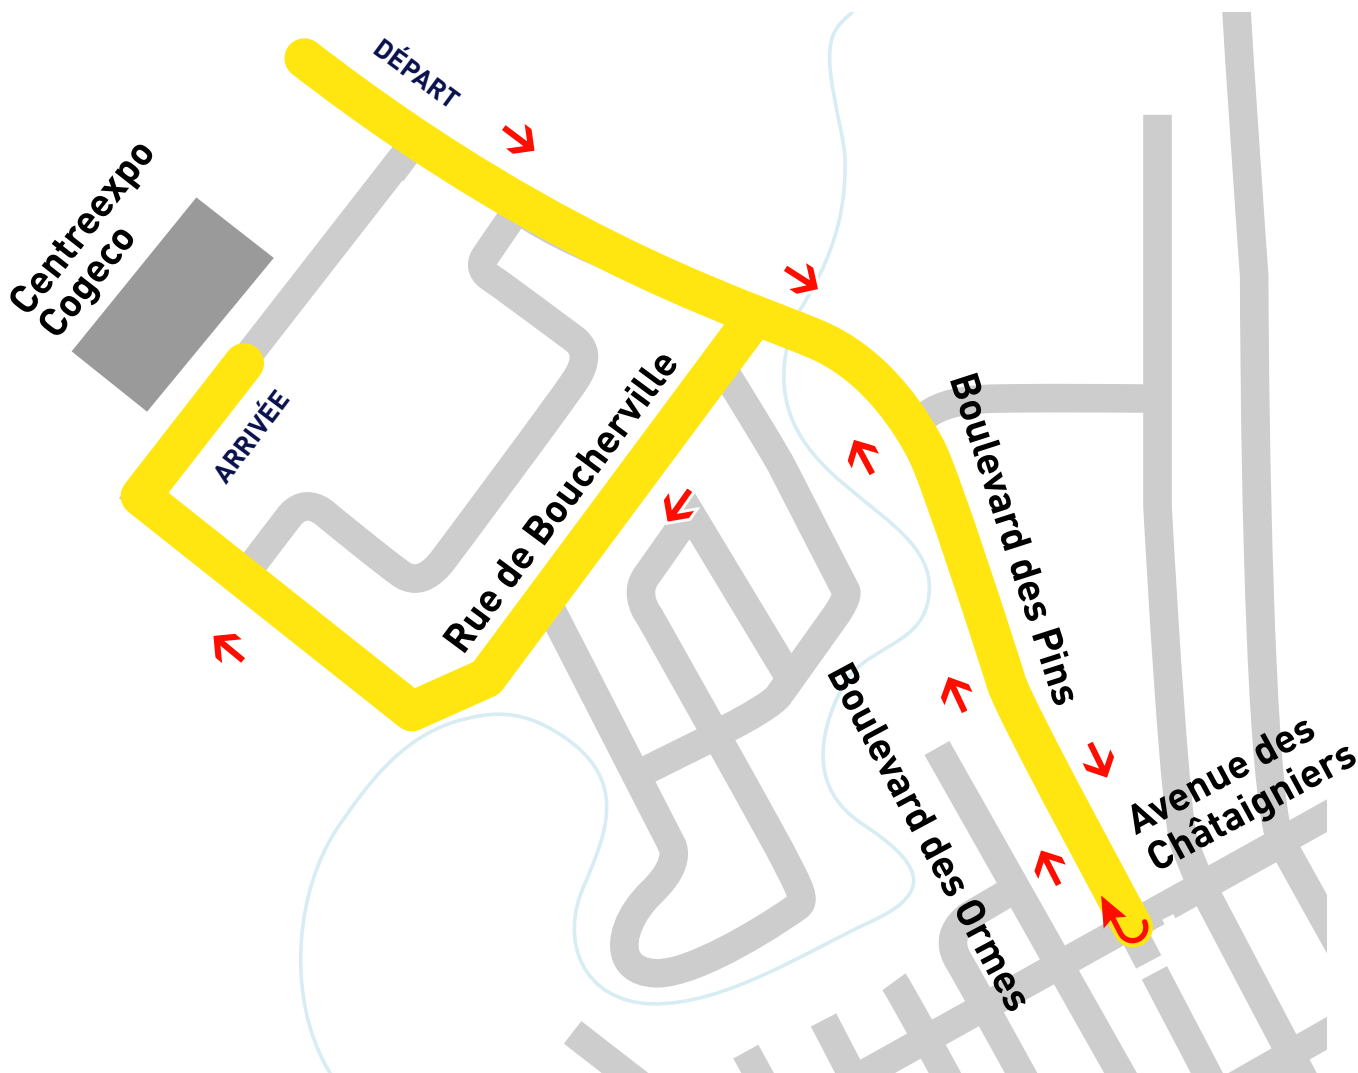 DÉPART
Centreexpo
Cogeco
ARRIVÉE
Rue de Boucherville
Boulevard des Pins
Boulevard des Ormes
Avenue des
Châtaigniers